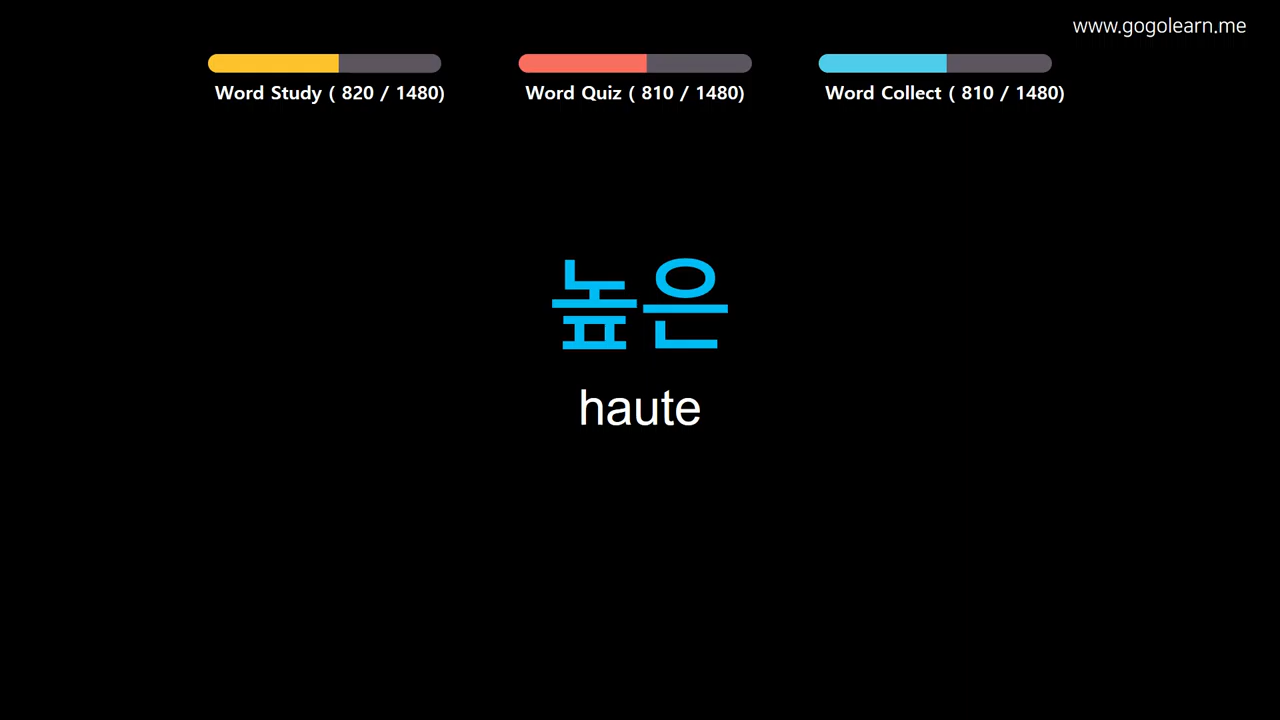 www.gogolearn.me
Word Study ( 820 / 1480)
Word Quiz ( 810 / 1480)
Word Collect ( 810 / 1480)
높은
haute